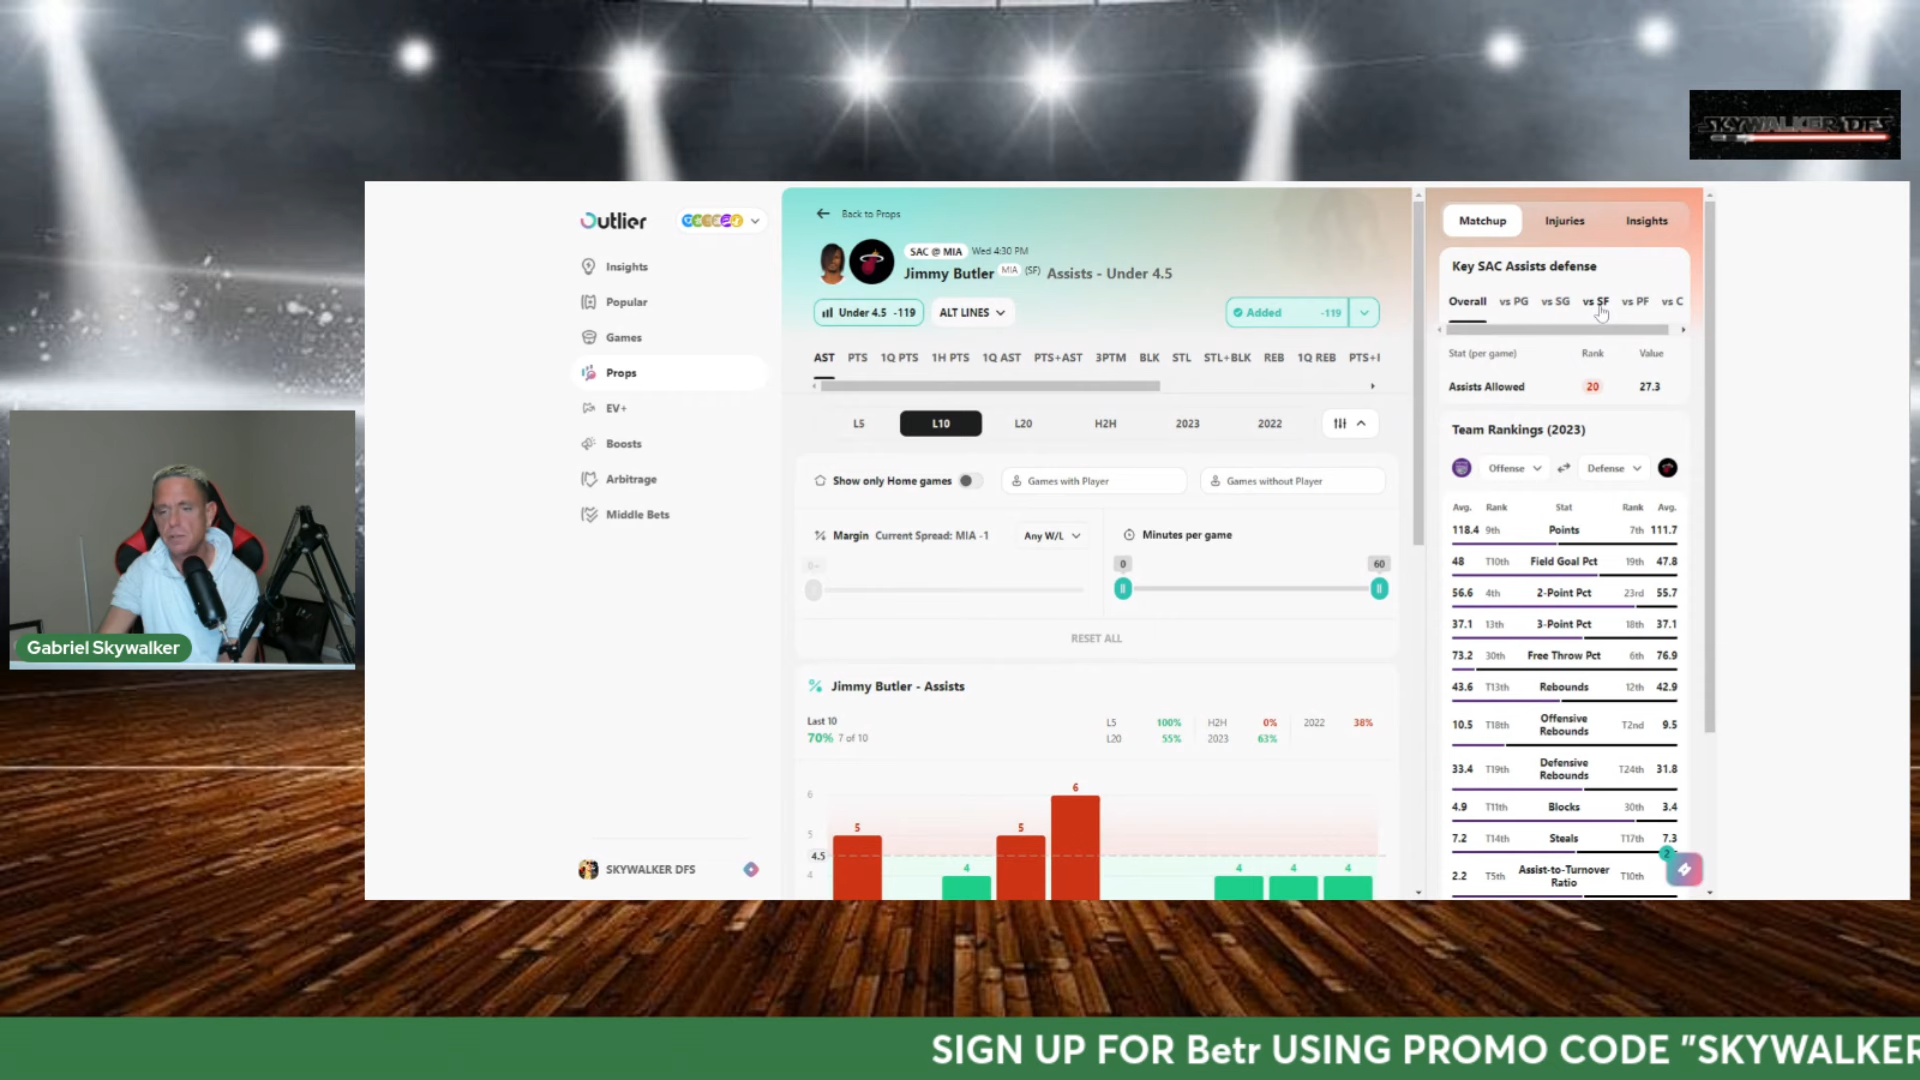 SKYWALKER DFS
Outlier
Insights
Popular
Games
Props
EV+
Boosts
Arbitrage
Middle Bets
SKYWALKER DFS
Back to Props
SAC @ MIA Wed 4:30 PM
Jimmy Butler MIA (SF) Assists - Under 4.5
Under 4.5 -119 ALT LINES
Added -119
AST PTS 1Q PTS 1H PTS 1Q AST PTS+AST 3PTM BLK STL STL+BLK REB 1Q REB PTS+
L5 L10 L20 H2H 2023 2022
Show only Home games Games with Player Games without Player
Margin Current Spread: MIA -1 Any W/L Minutes per game
0 60
RESET ALL
Jimmy Butler - Assists
Last 10
70% 7 of 10
L5 100% H2H 0% 2022 38%
L20 55% 2023 63%
6
5
4.5
4
5 4 5 6 4 4 4
Matchup Injuries Insights
Key SAC Assists defense
Overall vs PG vs SG vs SF vs PF vs C
Stat (per game) Rank Value
Assists Allowed 20 27.3
Team Rankings (2023)
Offense Defense
Avg. Rank Stat Rank Avg.
118.4 9th Points 7th 111.7
48 T10th Field Goal Pct 19th 47.8
56.6 4th 2-Point Pct 23rd 55.7
37.1 13th 3-Point Pct 18th 37.1
73.2 30th Free Throw Pct 6th 76.9
43.6 T13th Rebounds 12th 42.9
10.5 T18th Offensive Rebounds T2nd 9.5
33.4 T19th Defensive Rebounds T24th 31.8
4.9 T11th Blocks 30th 3.4
7.2 T14th Steals T17th 7.3
2
2.2 T5th Assist-to-Turnover Ratio T10th
Gabriel Skywalker
SIGN UP FOR Betr USING PROMO CODE "SKYWALKER